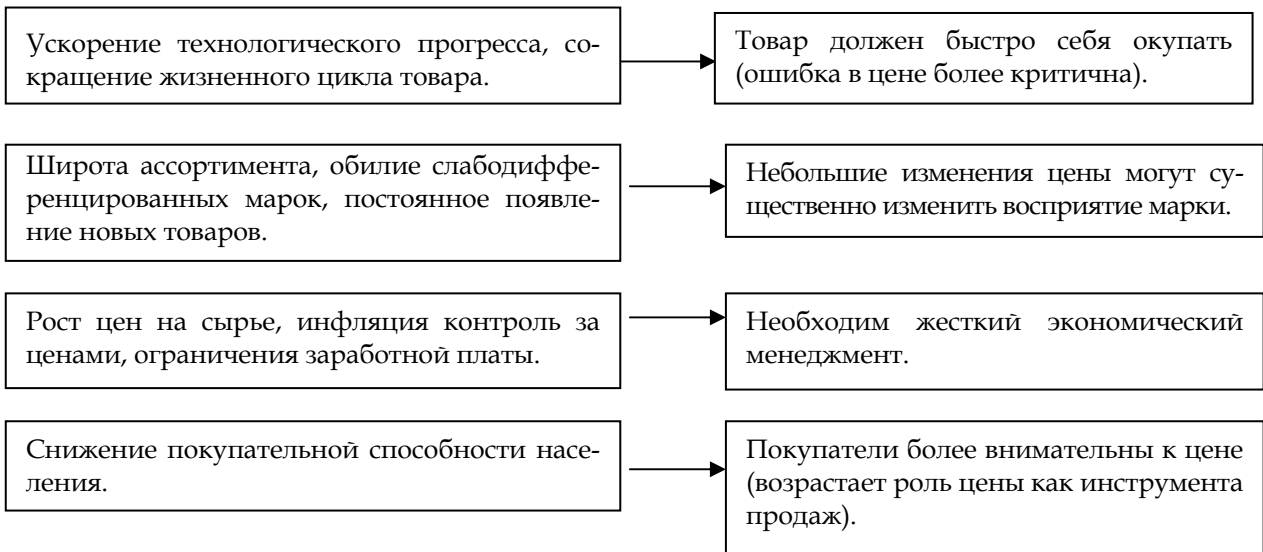 Ускорение технологического прогресса, со-
кращение жизненного цикла товара.
Товар должен быстро себя окупать
(ошибка в цене более критична).
Широта ассортимента, обилие слабодиффе-
ренцированных марок, постоянное появле-
ние новых товаров.
Небольшие изменения цены могут су-
щественно изменить восприятие марки.
Рост цен на сырье, инфляция контроль за
ценами, ограничения заработной платы.
Необходим жесткий экономический
менеджмент.
Снижение покупательной способности насе-
ления.
Покупатели более внимательны к цене
(возрастает роль цены как инструмента
продаж).